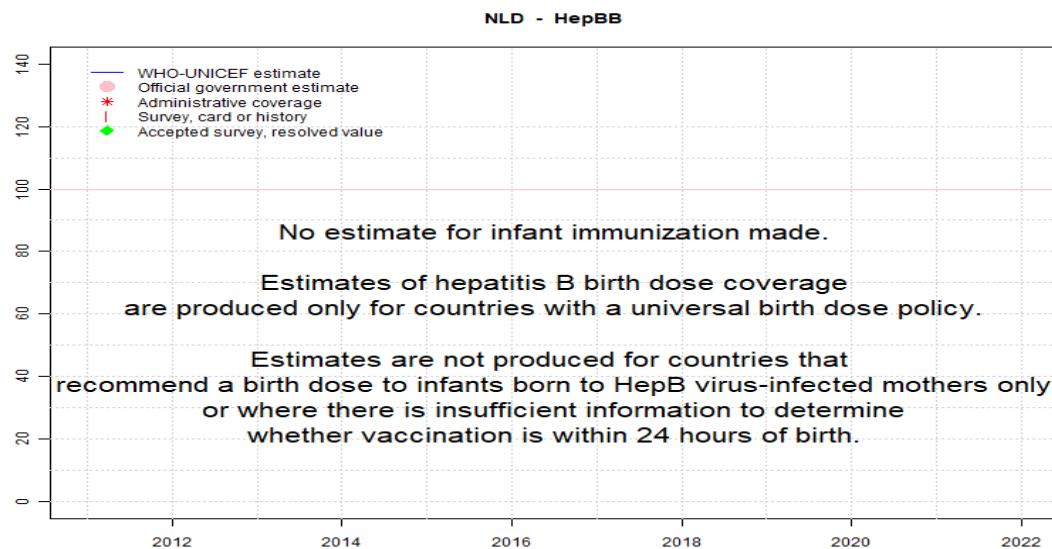 NLD - HepBB
WHO-UNICEF estimate
Official government estimate
Administrative coverage
Survey, card or history
Accepted survey, resolved value
140
120
100
80
60
40
20
0
No estimate for infant immunization made.
Estimates of hepatitis B birth dose coverage
are produced only for countries with a universal birth dose policy.
Estimates are not produced for countries that
recommend a birth dose to infants born to HepB virus-infected mothers only
or where there is insufficient information to determine
whether vaccination is within 24 hours of birth.
2012 2014 2016 2018 2020 2022